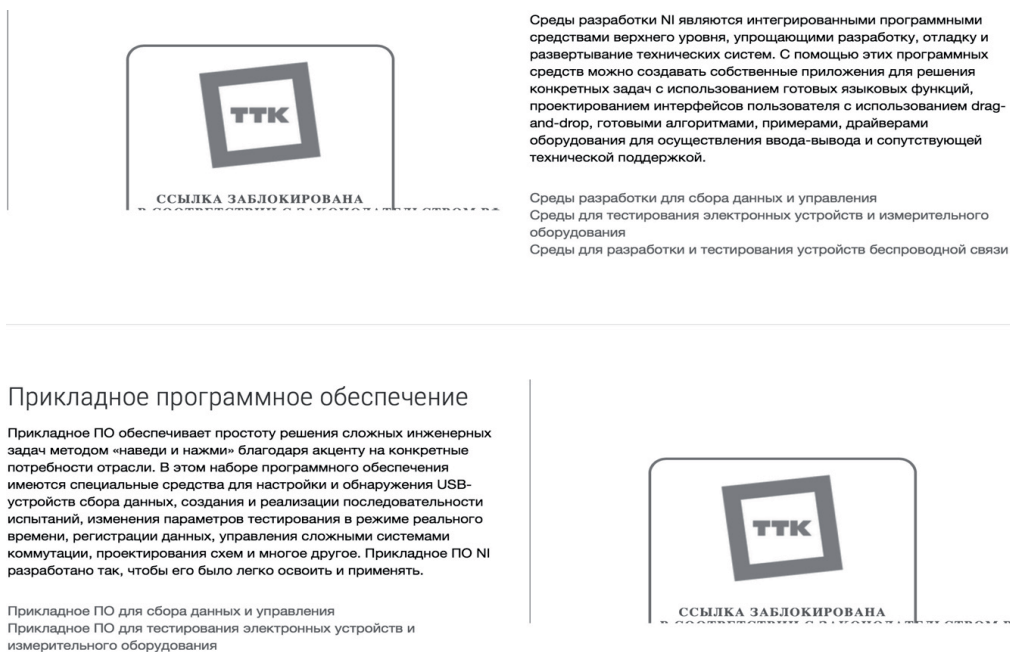 Среды разработки NI являются интегрированными программными
средствами верхнего уровня, упрощающими разработку, отладку и
развертывание технических систем. С помощью этих программных
средств можно создавать собственные приложения для решения
конкретных задач с использованием готовых языковых функций,
проектированием интерфейсов пользователя с использованием drag-
and-drop, готовыми алгоритмами, примерами, драйверами
оборудования для осуществления ввода-вывода и сопутствующей
технической поддержкой.
Среды разработки для сбора данных и управления
Среды для тестирования электронных устройств и измерительного
оборудования
Среды для разработки и тестирования устройств беспроводной связи
ТТК
ССЫЛКА ЗАБЛОКИРОВАНА
В СООТВЕТСТВИИ С ЗАКОНОДАТЕЛЬСТВОМ РФ
Прикладное программное обеспечение
Прикладное ПО обеспечивает простоту решения сложных инженерных
задач методом «наведи и нажми» благодаря акценту на конкретные
потребности отрасли. В этом наборе программного обеспечения
имеются специальные средства для настройки и обнаружения USB-
устройств сбора данных, создания и реализации последовательности
испытаний, изменения параметров тестирования в режиме реального
времени, регистрации данных, управления сложными системами
коммутации, проектирования схем и многое другое. Прикладное ПО NI
разработано так, чтобы его было легко освоить и применять.
Прикладное ПО для сбора данных и управления
Прикладное ПО для тестирования электронных устройств и
измерительного оборудования
ТТК
ССЫЛКА ЗАБЛОКИРОВАНА
В СООТВЕТСТВИИ С ЗАКОНОДАТЕЛЬСТВОМ